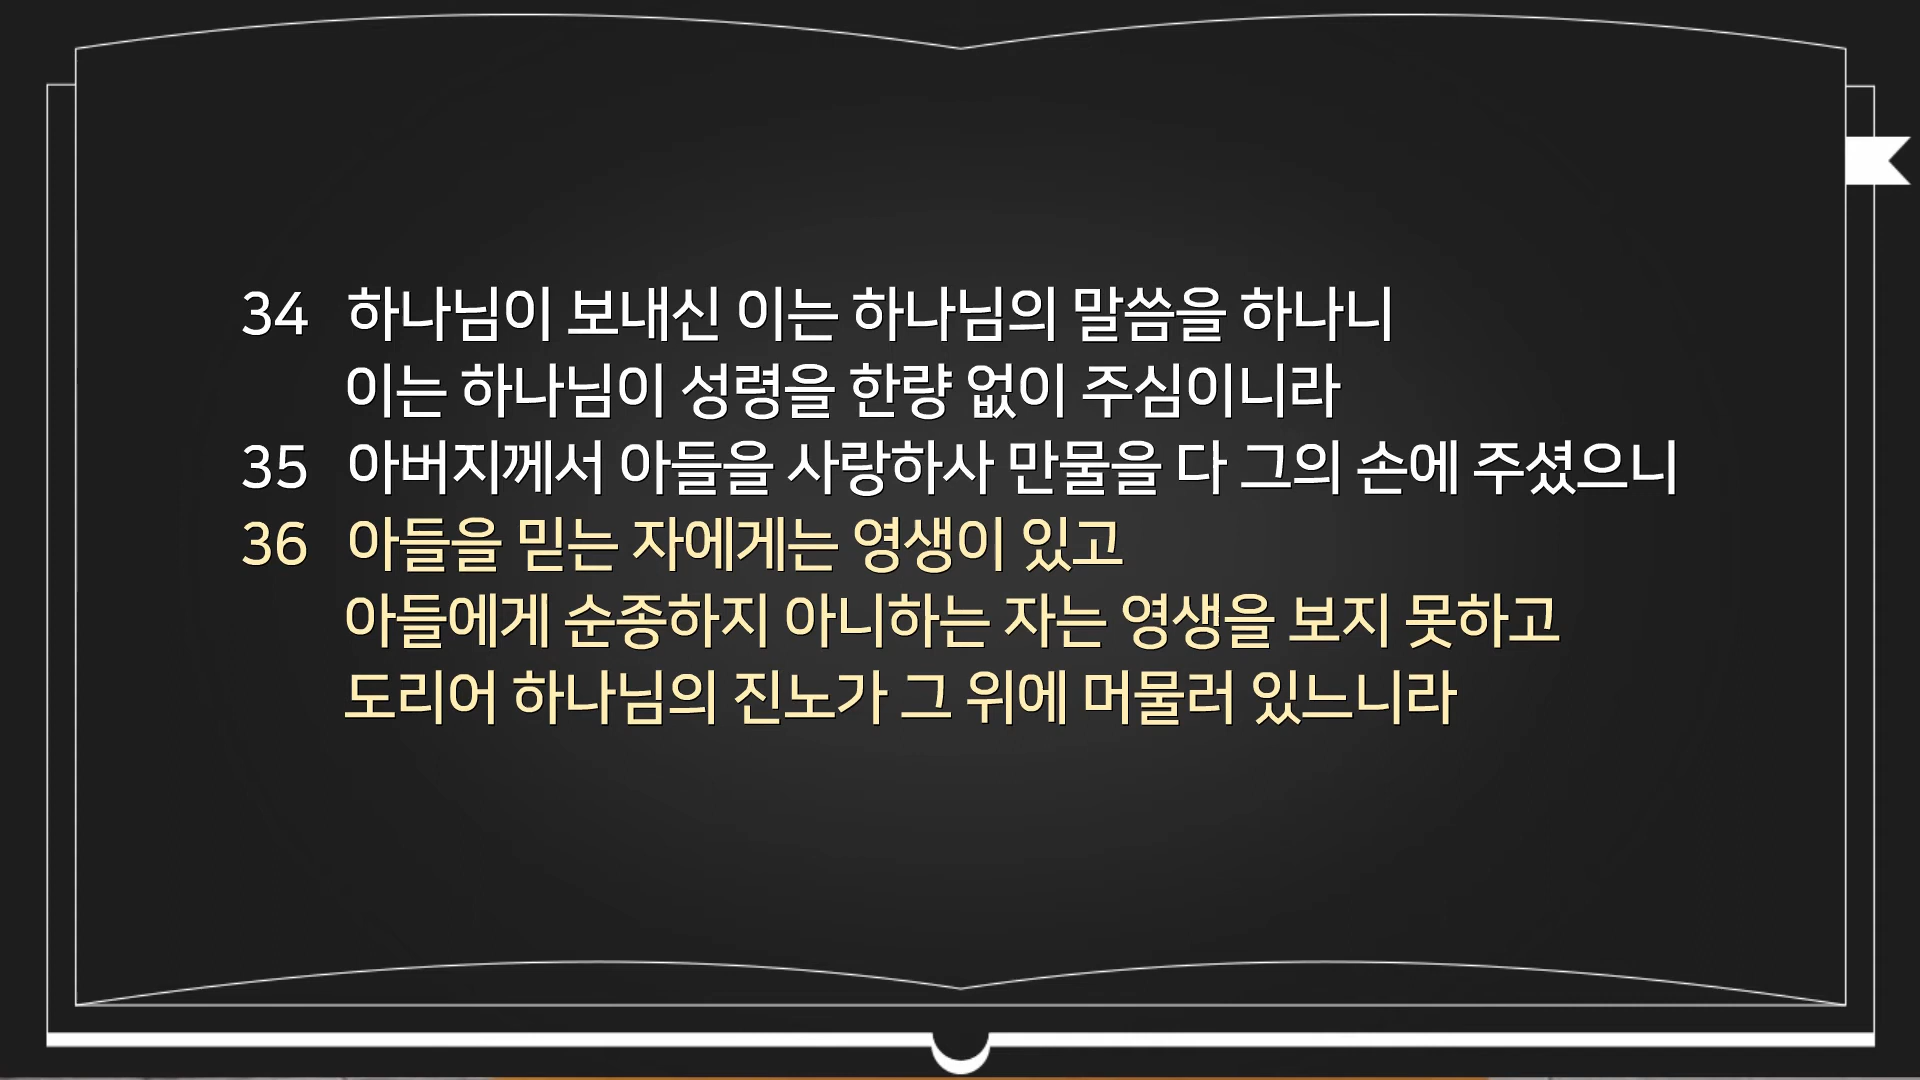 34 하나님이 보내신 이는 하나님의 말씀을 하나니
이는 하나님이 성령을 한량 없이 주심이니라
35 아버지께서 아들을 사랑하사 만물을 다 그의 손에 주셨으니
36 아들을 믿는 자에게는 영생이 있고
아들에게 순종하지 아니하는 자는 영생을 보지 못하고
도리어 하나님의 진노가 그 위에 머물러 있느니라